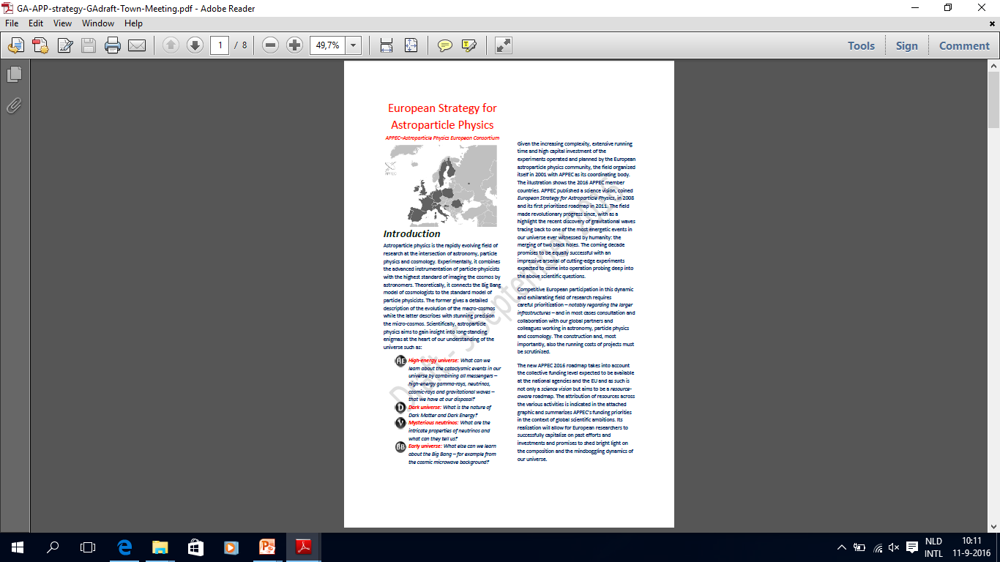 GA-APP-strategy-GAdraft-Town-Meeting.pdf - Adobe Reader
File Edit View Window Help
1 / 8
49,7%
Tools Sign Comment
European Strategy for
Astroparticle Physics
APPEC–Astroparticle Physics European Consortium
APPEC
Introduction
Astroparticle physics is the rapidly evolving field of
research at the intersection of astronomy, particle
physics and cosmology. Experimentally, it combines
the advanced instrumentation of particle-physicists
with the highest standard of imaging the cosmos by
astronomers. Theoretically, it connects the Big Bang
model of cosmologists to the standard model of
particle physicists. The former gives a detailed
description of the evolution of the macro-cosmos
while the latter describes with stunning precision
the micro-cosmos. Scientifically, astroparticle
physics aims to gain insight into long-standing
enigmas at the heart of our understanding of the
universe such as:
HE High-energy universe: What can we
learn about the cataclysmic events in our
universe by combining all messengers –
high-energy gamma-rays, neutrinos,
cosmic-rays and gravitational waves –
that we have at our disposal?
D Dark universe: What is the nature of
Dark Matter and Dark Energy?
V Mysterious neutrinos: What are the
intricate properties of neutrinos and
what can they tell us?
BB Early universe: What else can we learn
about the Big Bang – for example from
the cosmic microwave background?
Given the increasing complexity, extensive running
time and high capital investment of the
experiments operated and planned by the European
astroparticle physics community, the field organized
itself in 2001 with APPEC as its coordinating body.
The illustration shows the 2016 APPEC member
countries. APPEC published a science vision, coined
European Strategy for Astroparticle Physics, in 2008
and its first prioritized roadmap in 2011. The field
made revolutionary progress since, with as a
highlight the recent discovery of gravitational waves
tracing back to one of the most energetic events in
our universe ever witnessed by humanity: the
merging of two black holes. The coming decade
promises to be equally successful with an
impressive arsenal of cutting-edge experiments
expected to come into operation probing deep into
the above scientific questions.
Competitive European participation in this dynamic
and exhilarating field of research requires
careful prioritization – notably regarding the larger
infrastructures – and in most cases consultation and
collaboration with our global partners and
colleagues working in astronomy, particle physics
and cosmology. The construction and, most
importantly, also the running costs of projects must
be scrutinized.
The new APPEC 2016 roadmap takes into account
the collective funding level expected to be available
at the national agencies and the EU and as such is
not only a science vision but aims to be a resource-
aware roadmap. The attribution of resources across
the various activities is indicated in the attached
graphic and summarizes APPEC's funding priorities
in the context of global scientific ambitions. Its
realization will allow for European researchers to
successfully capitalize on past efforts and
investments and promises to shed bright light on
the composition and the mindboggling dynamics of
our universe.
Draft - September
NLD
INTL
10:11
11-9-2016